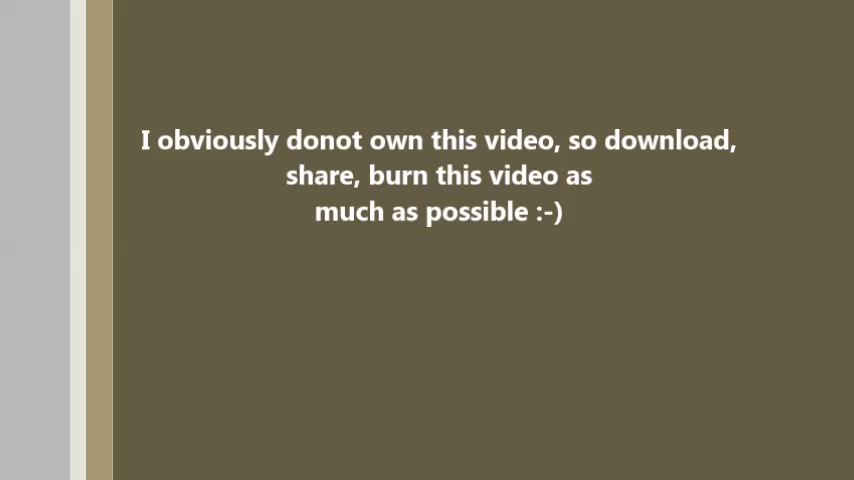 I obviously donot own this video, so download,
share, burn this video as
much as possible :-)